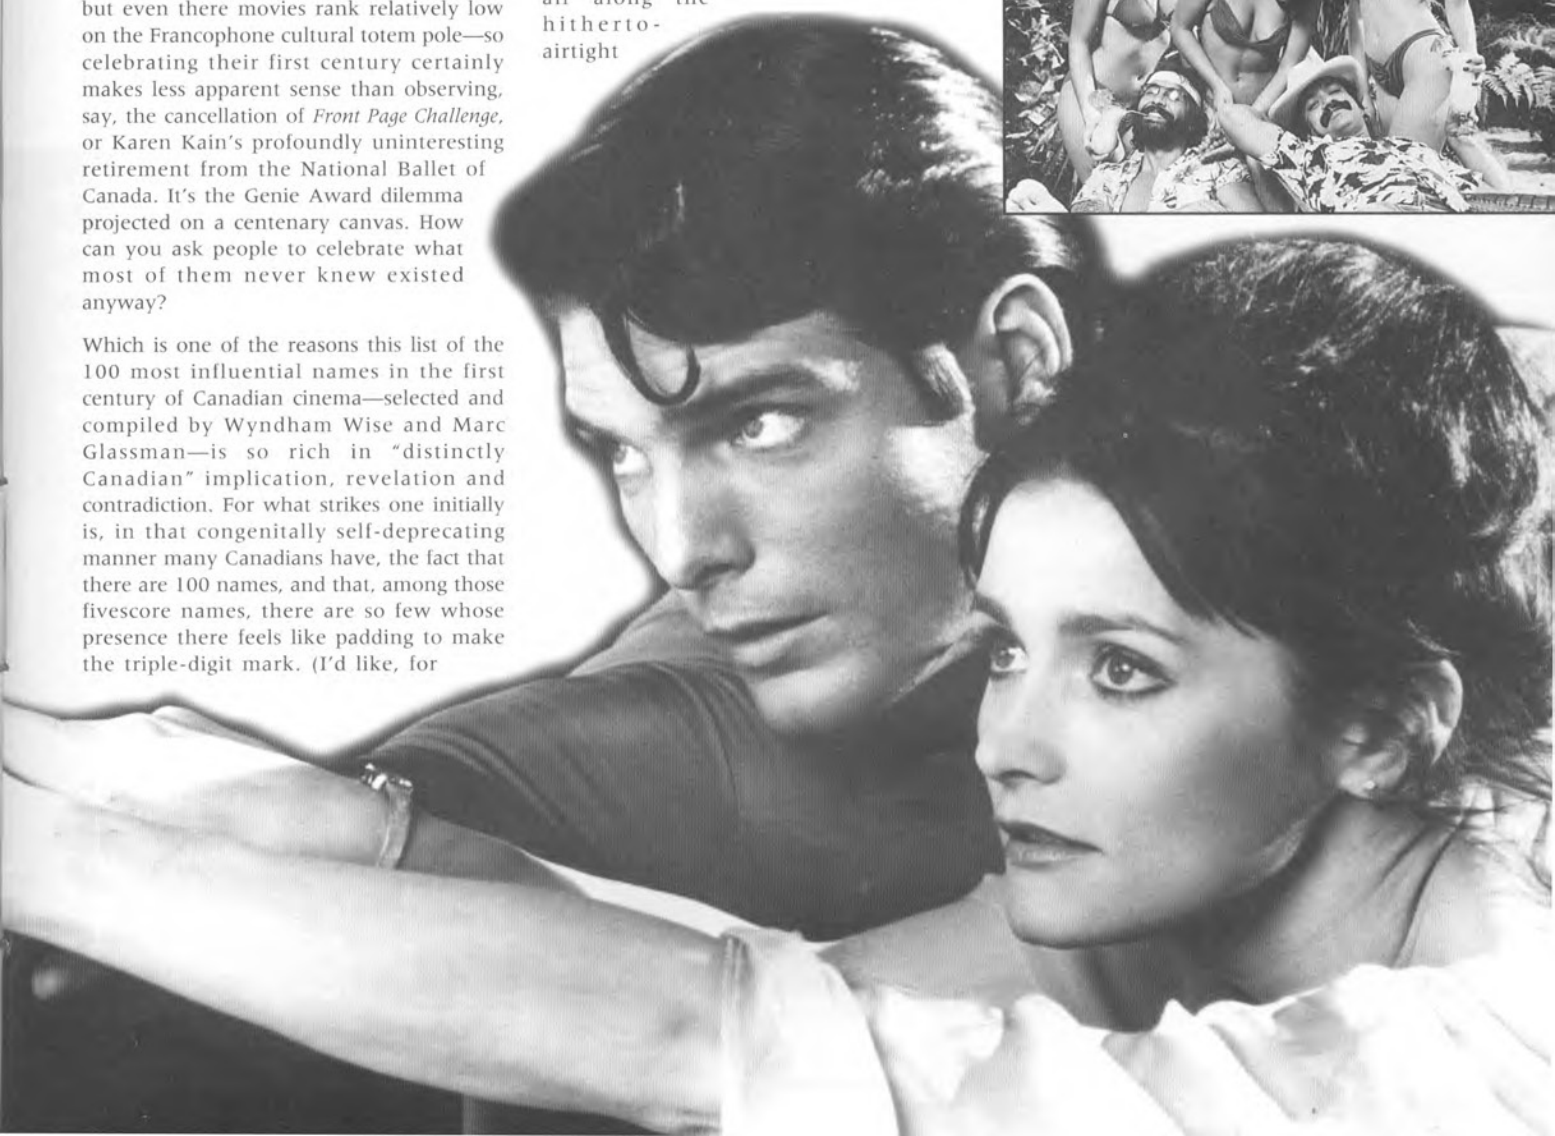 but even there movies rank relatively low
on the Francophone cultural totem pole—so
celebrating their first century certainly
makes less apparent sense than observing,
say, the cancellation of Front Page Challenge,
or Karen Kain's profoundly uninteresting
retirement from the National Ballet of
Canada. It's the Genie Award dilemma
projected on a centenary canvas. How
can you ask people to celebrate what
most of them never knew existed
anyway?
Which is one of the reasons this list of the
100 most influential names in the first
century of Canadian cinema—selected and
compiled by Wyndham Wise and Marc
Glassman—is so rich in "distinctly
Canadian" implication, revelation and
contradiction. For what strikes one initially
is, in that congenitally self-deprecating
manner many Canadians have, the fact that
there are 100 names, and that, among those
fivescore names, there are so few whose
presence there feels like padding to make
the triple-digit mark. (I'd like, for
all along the
hitherto-
airtight